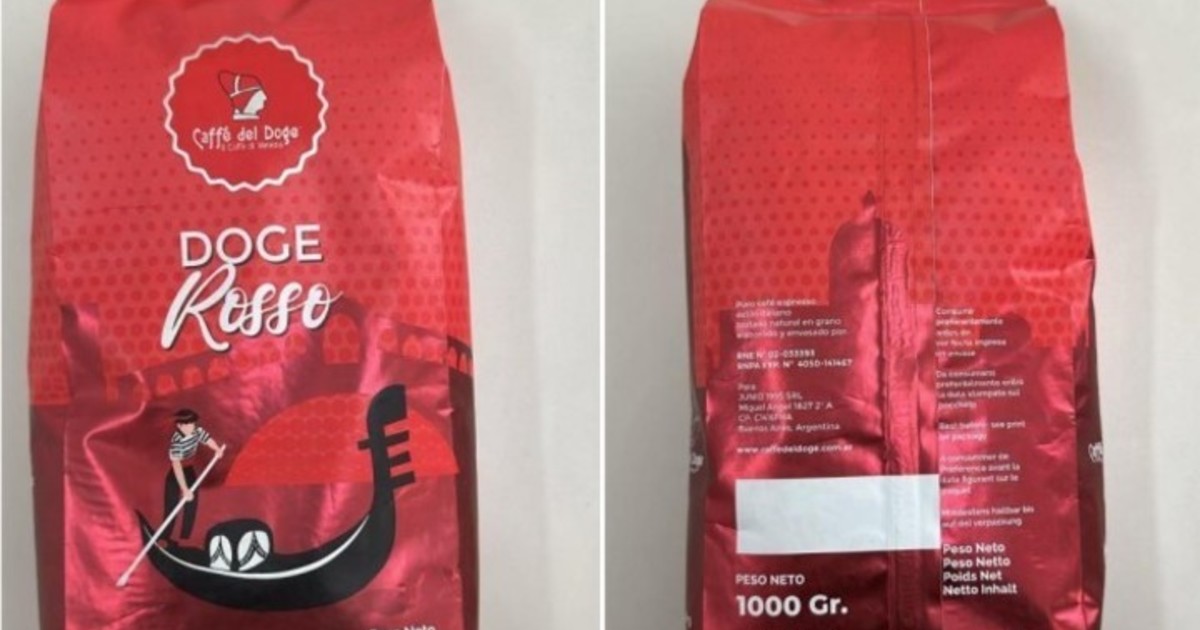 Caffé del Doge
il Caffè di Venezia
DOGE
Rosso
Peso Neto
Puro café espresso
estilo italiano
tostado natural en grano
elaborado y envasado por:
RNE N° 02-033393
RNPA EXP. N° 4050-141467
Para
JUNIO 1995 SRL
Miguel Angel 1827 2° A
Buenos Aires, Argentina
www.caffedeldoge.com.ar
PESO NETO
1000 Gr.
Consumir
preferentemente
antes de
ver fecha impresa
en envase
Da consumarsi
preferibilmente entro
la data stampata sul
pacchetto
Best before: see print
on package
A consommer de
Préférence avant la
date figurant sur le
paquet
Mindestens haltbar bis
auf der verpackung
Peso Neto
Peso Netto
Poids Net
Netto Inhalt
Doge